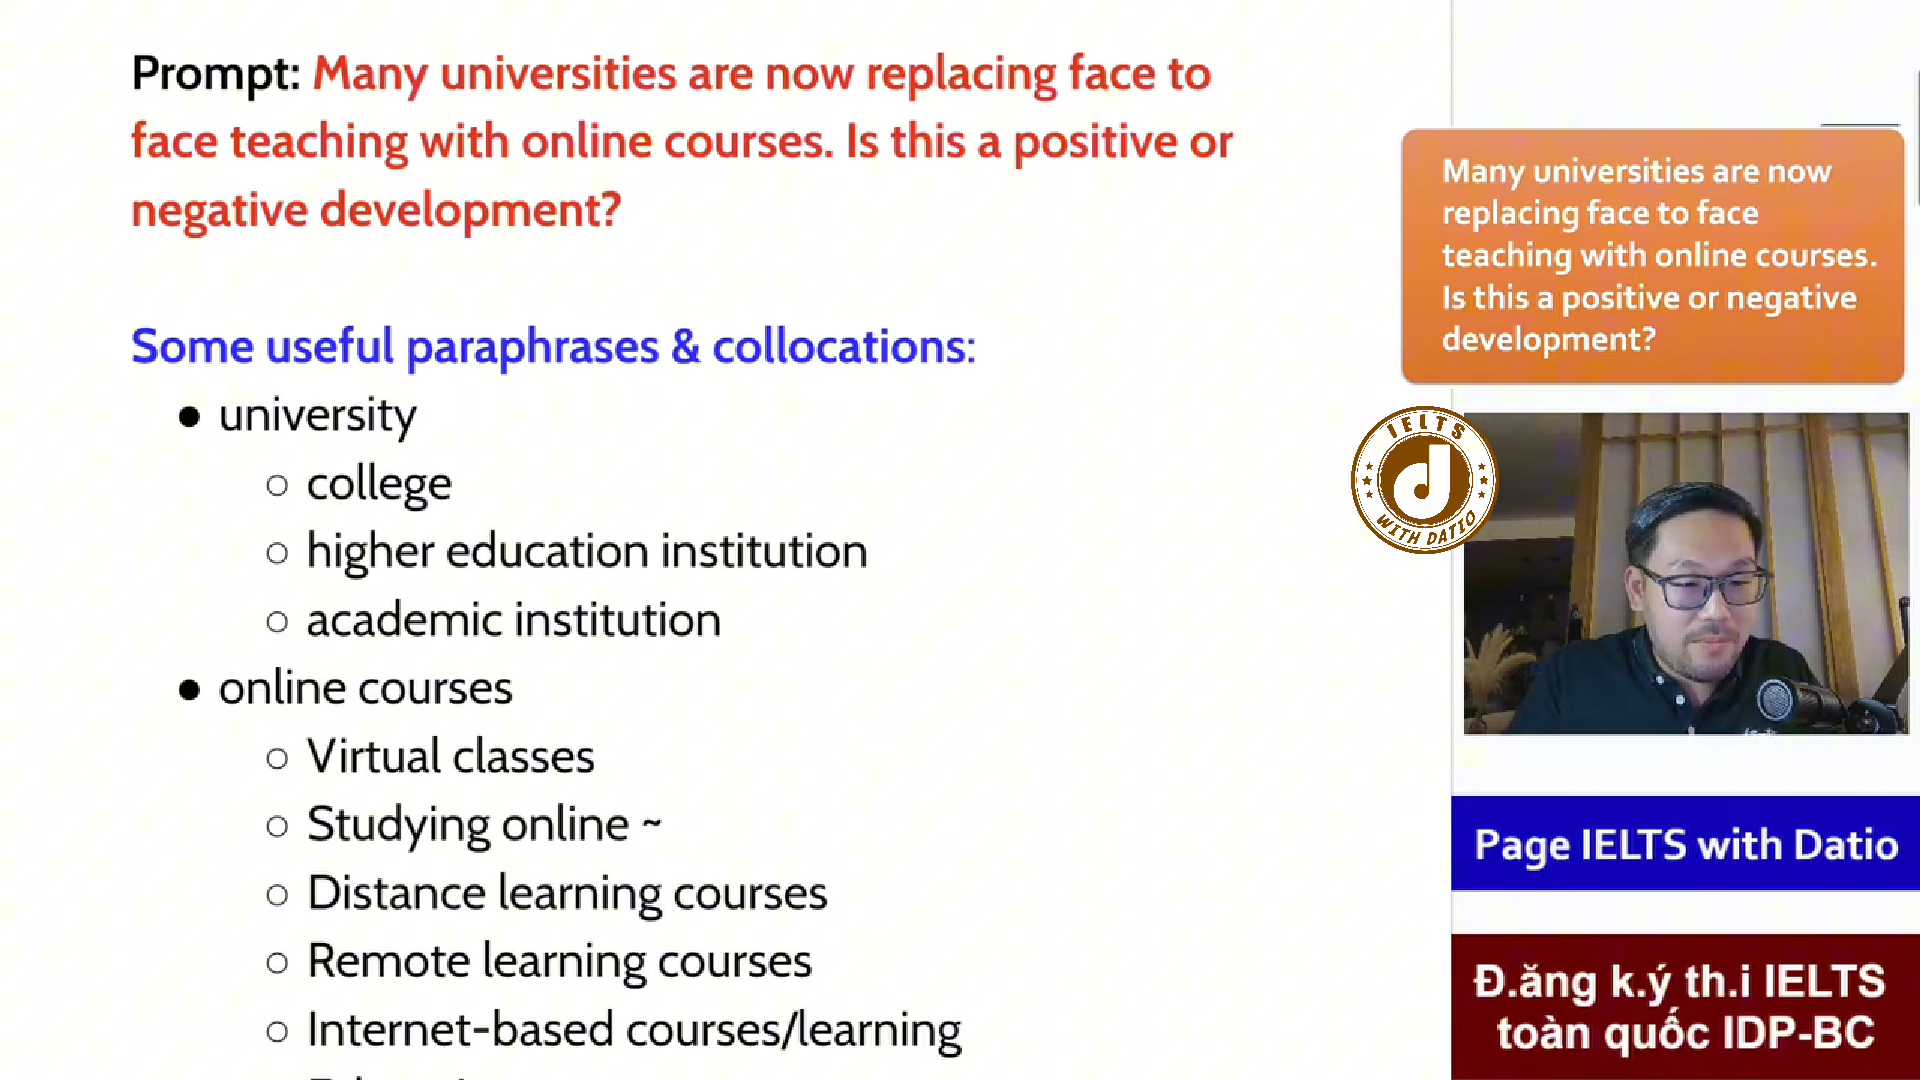 Prompt: Many universities are now replacing face to
face teaching with online courses. Is this a positive or
negative development?
Some useful paraphrases & collocations:
● university
○ college
○ higher education institution
○ academic institution
● online courses
○ Virtual classes
○ Studying online ~
○ Distance learning courses
○ Remote learning courses
○ Internet-based courses/learning
Many universities are now
replacing face to face
teaching with online courses.
Is this a positive or negative
development?
IELTS
WITH DATIO
Page IELTS with Datio
Đ.ăng k.ý th.i IELTS
toàn quốc IDP-BC